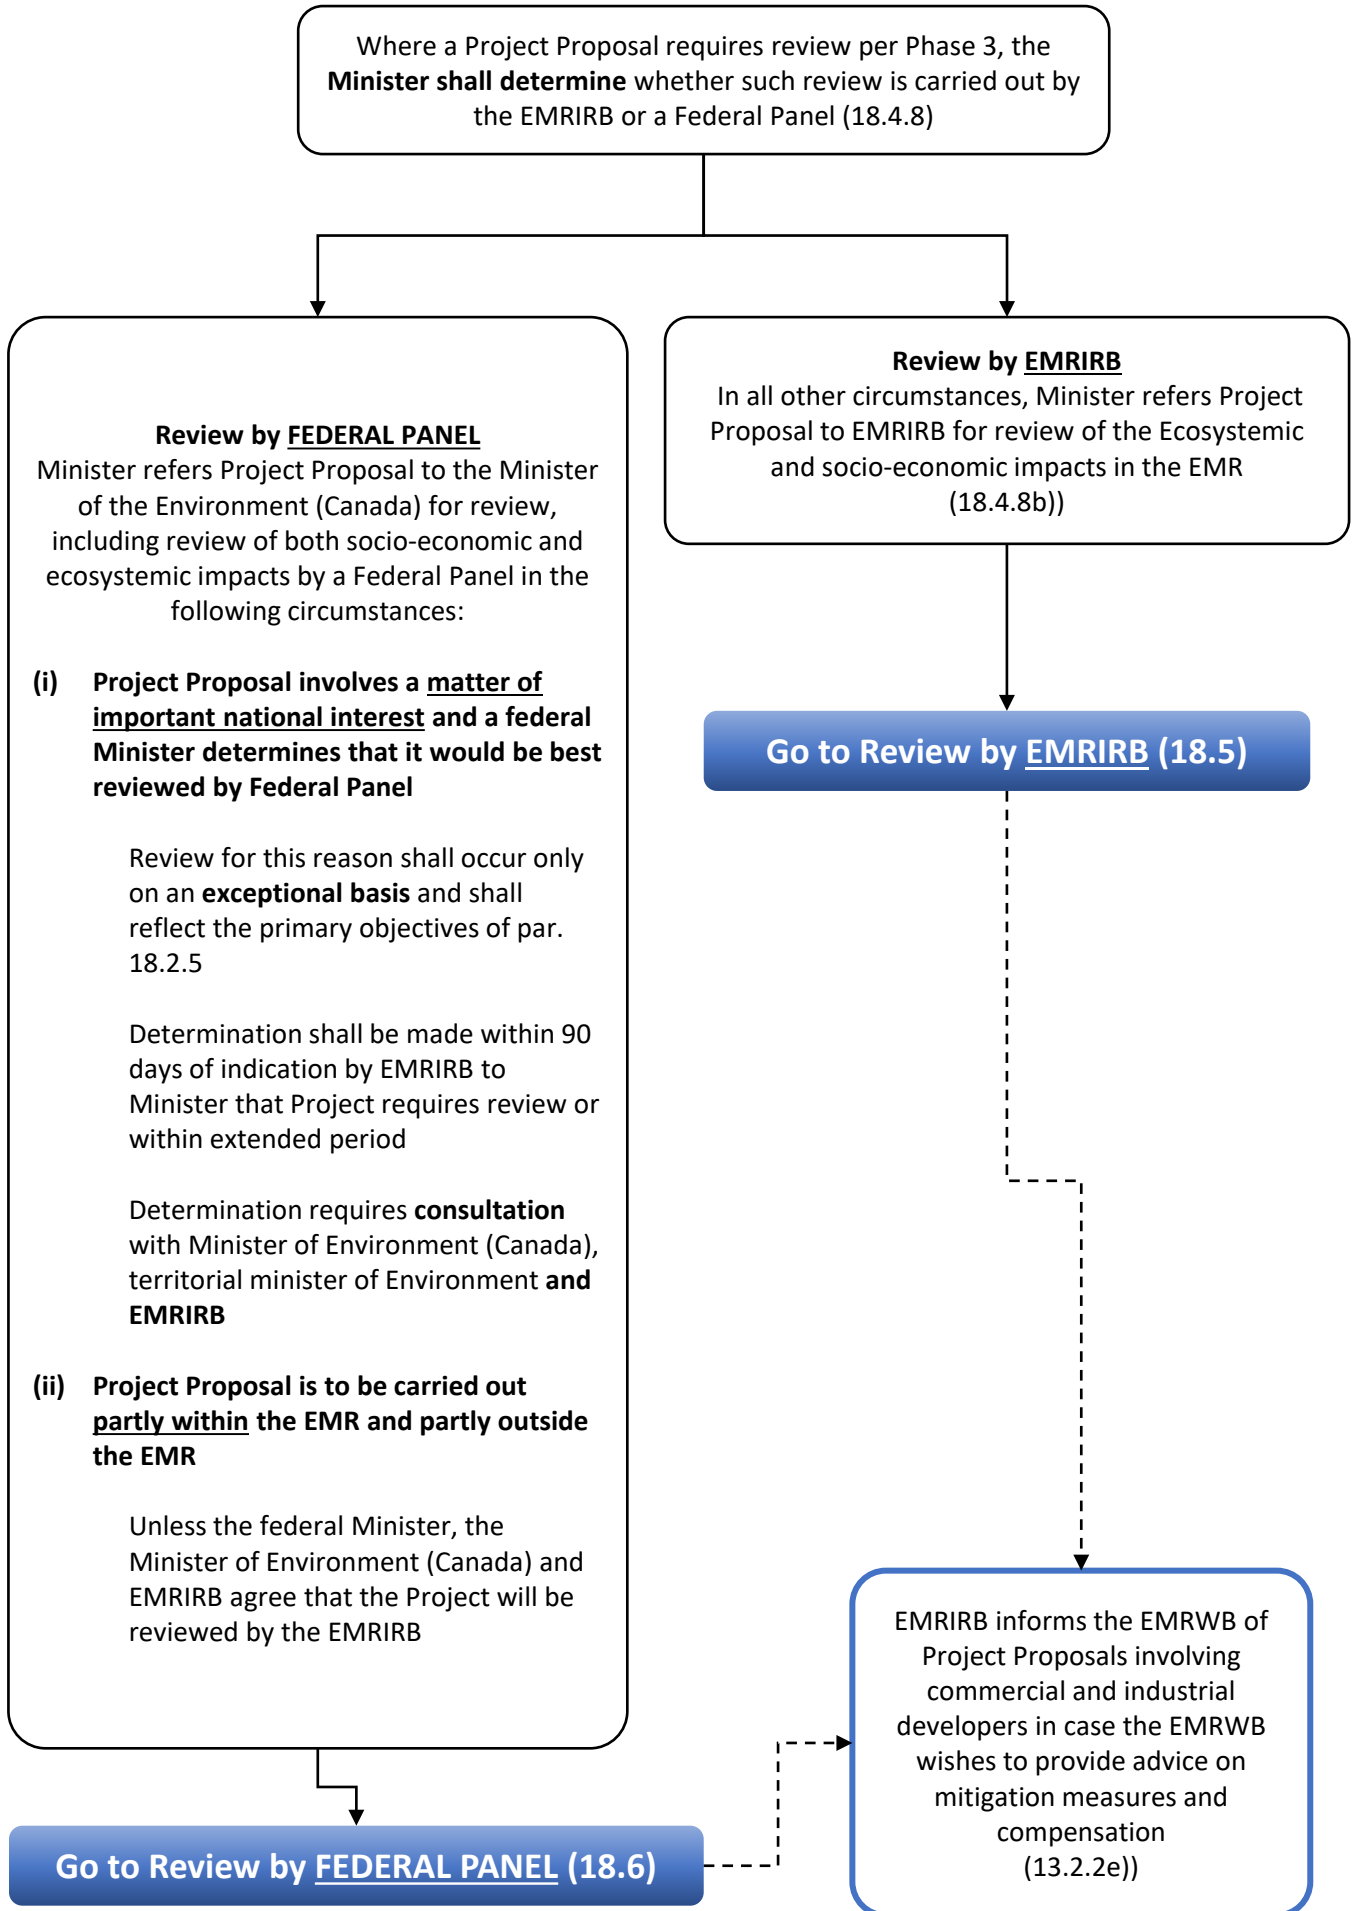 Where a Project Proposal requires review per Phase 3, the
Minister shall determine whether such review is carried out by
the EMRIRB or a Federal Panel (18.4.8)
Review by FEDERAL PANEL
Minister refers Project Proposal to the Minister
of the Environment (Canada) for review,
including review of both socio-economic and
ecosystemic impacts by a Federal Panel in the
following circumstances:
(i) Project Proposal involves a matter of
important national interest and a federal
Minister determines that it would be best
reviewed by Federal Panel
Review for this reason shall occur only
on an exceptional basis and shall
reflect the primary objectives of par.
18.2.5
Determination shall be made within 90
days of indication by EMRIRB to
Minister that Project requires review or
within extended period
Determination requires consultation
with Minister of Environment (Canada),
territorial minister of Environment and
EMRIRB
(ii) Project Proposal is to be carried out
partly within the EMR and partly outside
the EMR
Unless the federal Minister, the
Minister of Environment (Canada) and
EMRIRB agree that the Project will be
reviewed by the EMRIRB
Go to Review by FEDERAL PANEL (18.6)
Review by EMRIRB
In all other circumstances, Minister refers Project
Proposal to EMRIRB for review of the Ecosystemic
and socio-economic impacts in the EMR
(18.4.8b))
Go to Review by EMRIRB (18.5)
EMRIRB informs the EMRWB of
Project Proposals involving
commercial and industrial
developers in case the EMRWB
wishes to provide advice on
mitigation measures and
compensation
(13.2.2e))